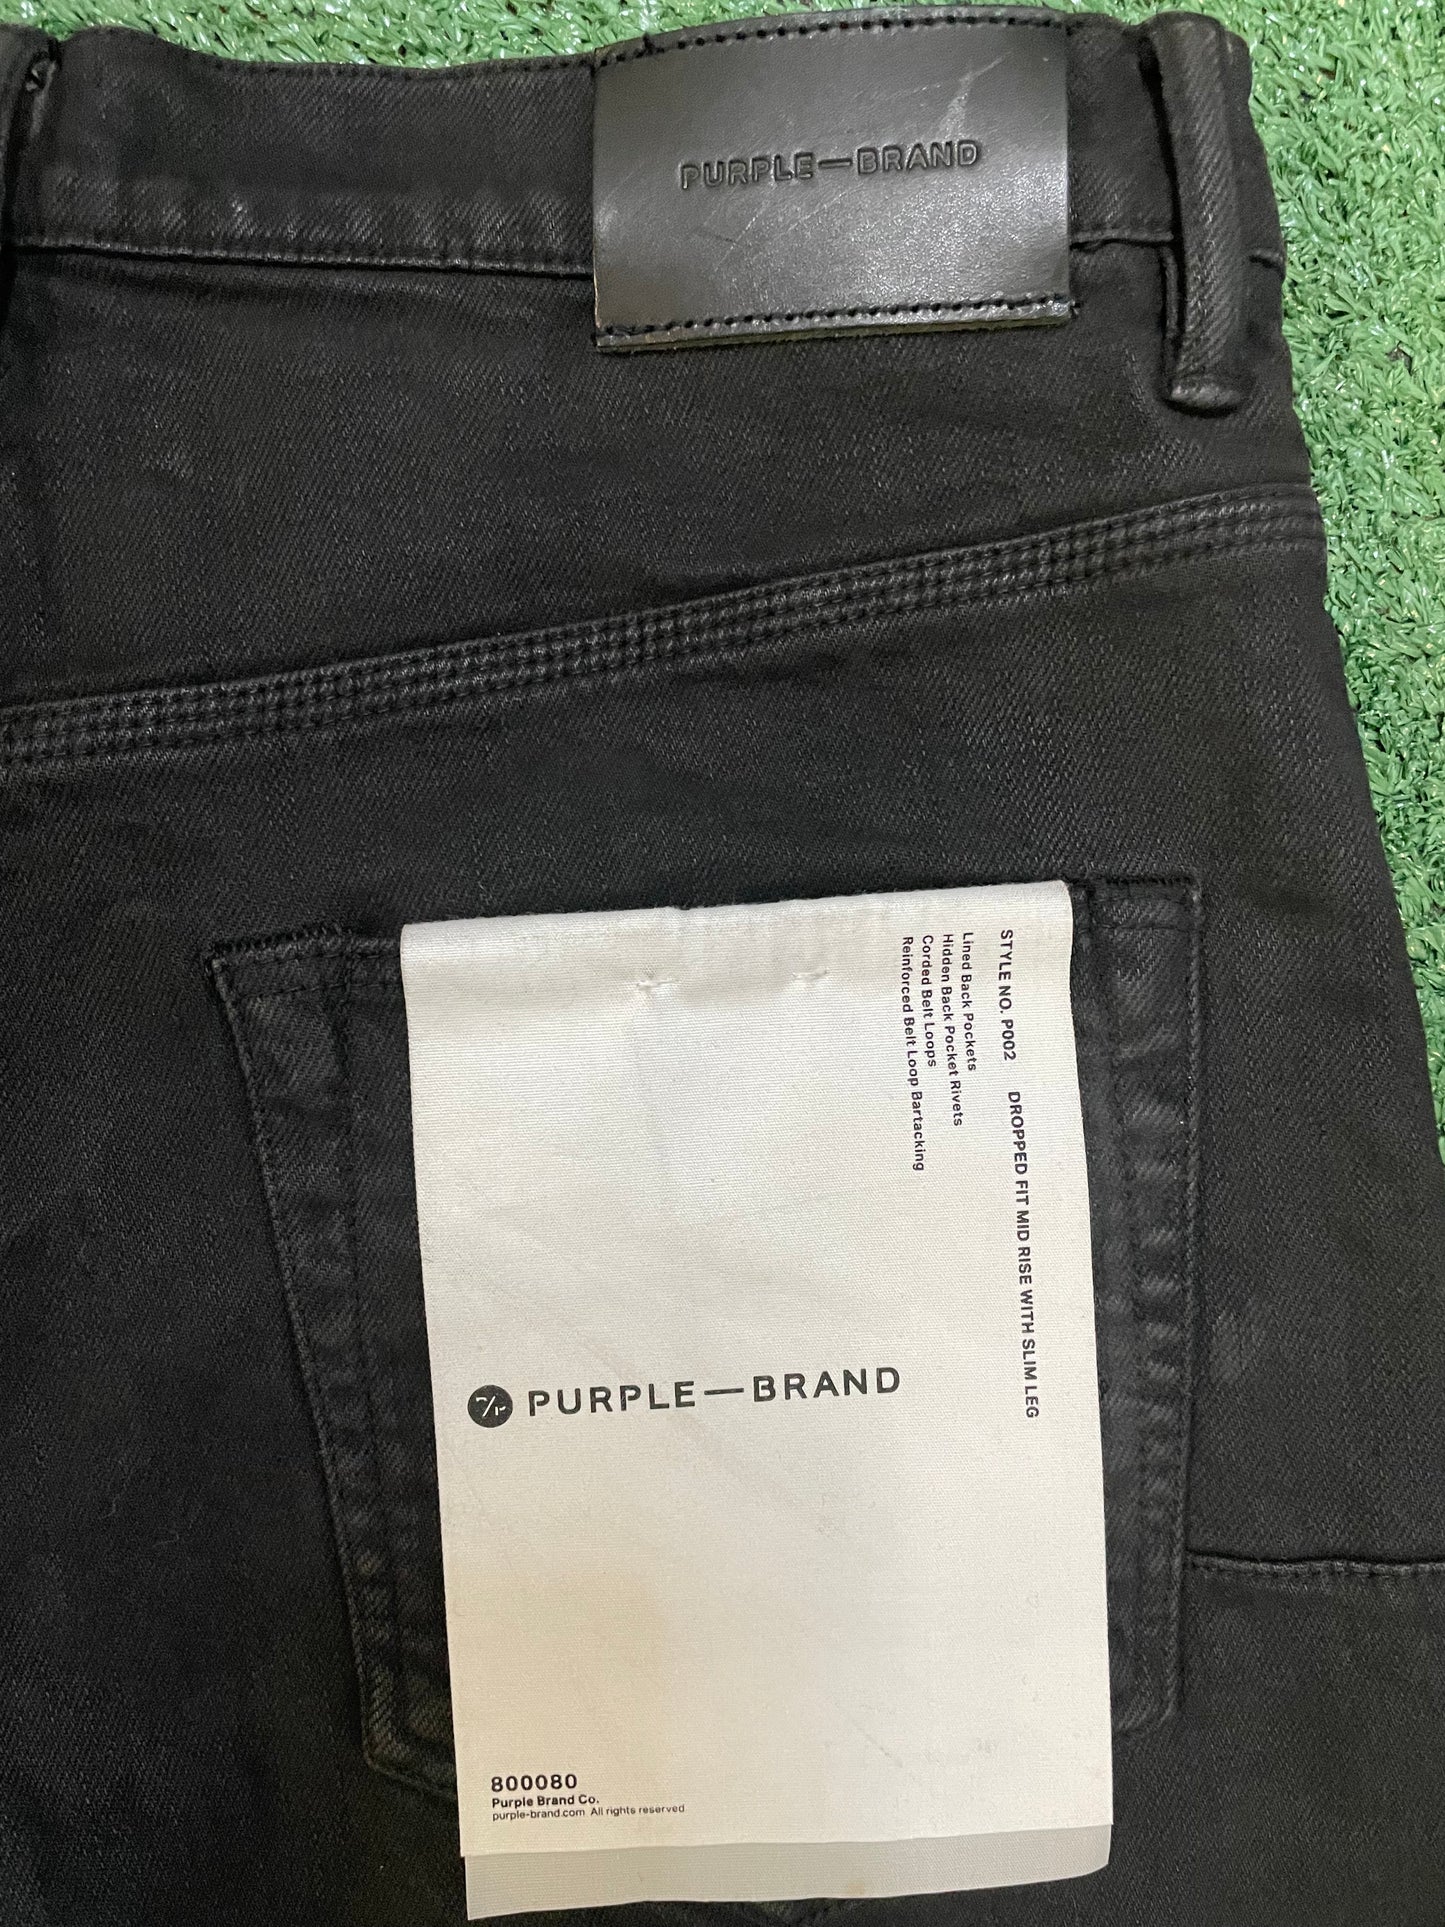 PURPLE—BRAND
STYLE NO. P002 DROPPED FIT MID RISE WITH SLIM LEG
Lined Back Pockets
Hidden Back Pocket Rivets
Corded Belt Loops
Reinforced Belt Loop Bartacking
PURPLE—BRAND
800080
Purple Brand Co.
purple-brand.com All rights reserved